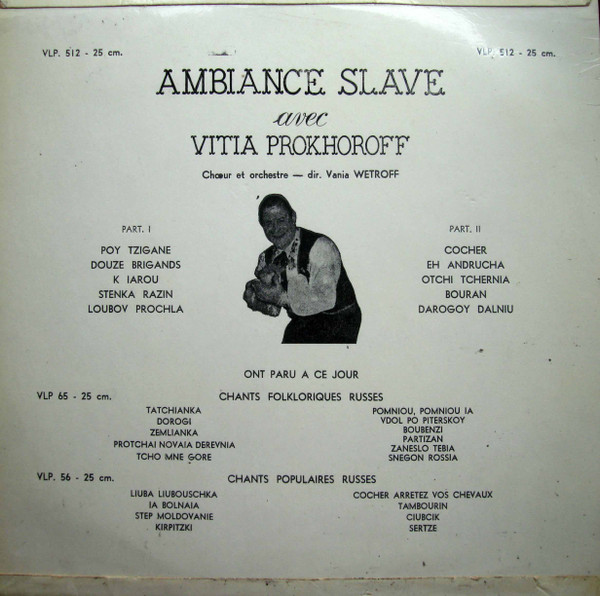 VLP. 512 - 25 cm. VLP. 512 - 25 cm.
AMBIANCE SLAVE
avec
VITIA PROKHOROFF
Chœur et orchestre — dir. Vania WETROFF
PART. I
POY TZIGANE
DOUZE BRIGANDS
K IAROU
STENKA RAZIN
LOUBOV PROCHLA
PART. II
COCHER
EH ANDRUCHA
OTCHI TCHERNIA
BOURAN
DAROGOY DALNIU
ONT PARU A CE JOUR
VLP 65 - 25 cm. CHANTS FOLKLORIQUES RUSSES
TATCHIANKA
DOROGI
ZEMLIANKA
PROTCHAI NOVAIA DEREVNIA
TCHO MNE GORE
POMNIOU, POMNIOU IA
VDOL PO PITERSKOY
BOUBENZI
PARTIZAN
ZANESLO TEBIA
SNEGON ROSSIA
VLP. 56 - 25 cm. CHANTS POPULAIRES RUSSES
LIUBA LIUBOUSCHKA
IA BOLNAIA
STEP MOLDOVANIE
KIRPITZKI
COCHER ARRETEZ VOS CHEVAUX
TAMBOURIN
CIUBCIK
SERTZE